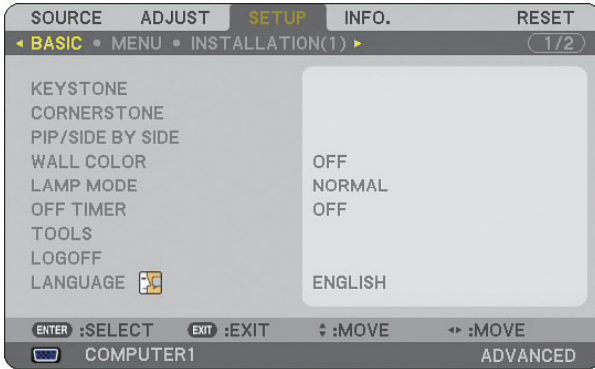 SOURCE ADJUST SETUP INFO. RESET
BASIC • MENU • INSTALLATION(1) 1/2
KEYSTONE
CORNERSTONE
PIP/SIDE BY SIDE
WALL COLOR OFF
LAMP MODE NORMAL
OFF TIMER OFF
TOOLS
LOGOFF
LANGUAGE ENGLISH
ENTER :SELECT EXIT :EXIT :MOVE :MOVE
COMPUTER1 ADVANCED